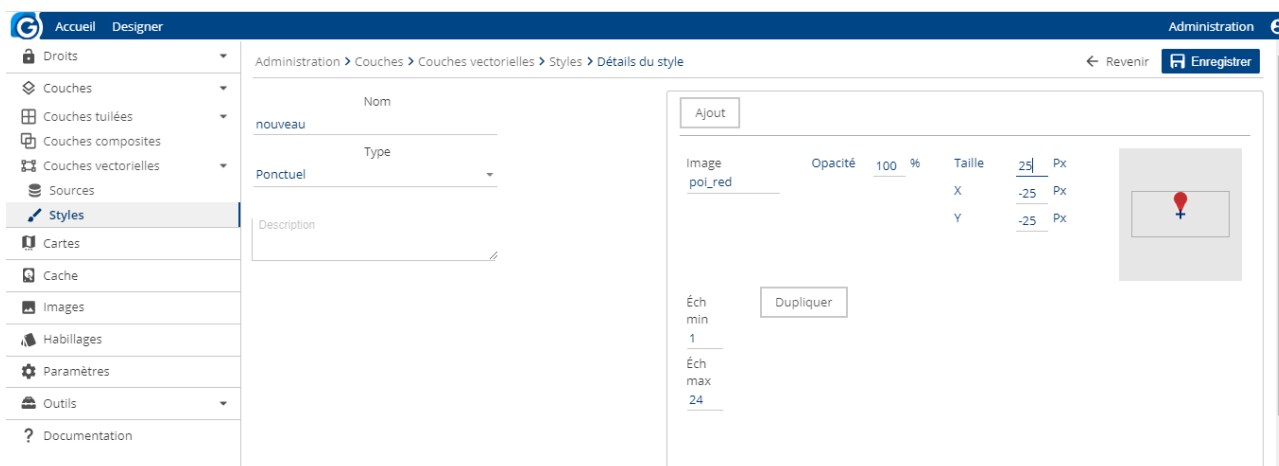 G Accueil Designer Administration
Droits
Couches
Couches tuilées
Couches composites
Couches vectorielles
Sources
Styles
Cartes
Cache
Images
Habillages
Paramètres
Outils
? Documentation
Administration > Couches > Couches vectorielles > Styles > Détails du style ← Revenir Enregistrer
Nom
nouveau
Type
Ponctuel
Description
Ajout
Image Opacité 100 % Taille 25 Px
poi_red X -25 Px
Y -25 Px
Éch Dupliquer
min
1
Éch
max
24